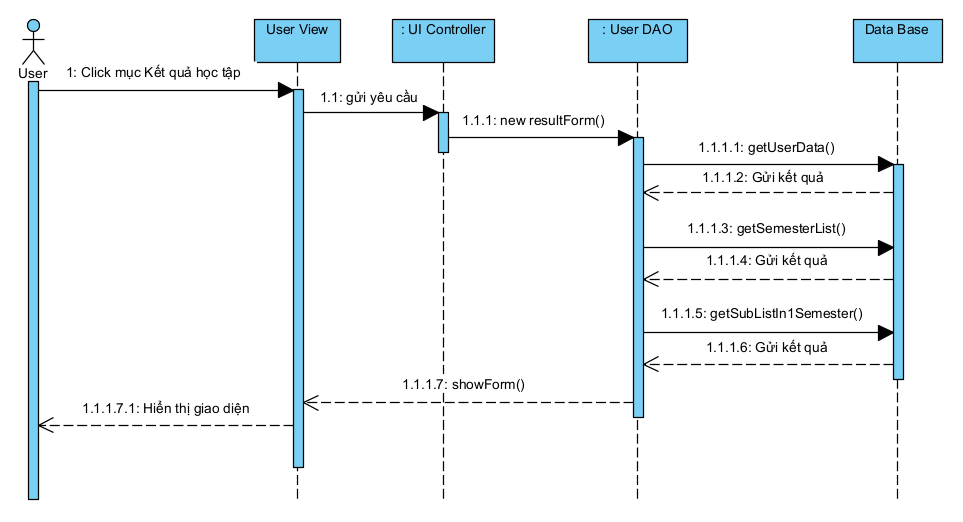 User View
: UI Controller
: User DAO
Data Base
User
1: Click mục Kết quả học tập
1.1: gửi yêu cầu
1.1.1: new resultForm()
1.1.1.1: getUserData()
1.1.1.2: Gửi kết quả
1.1.1.3: getSemesterList()
1.1.1.4: Gửi kết quả
1.1.1.5: getSubListIn1Semester()
1.1.1.6: Gửi kết quả
1.1.1.7: showForm()
1.1.1.7.1: Hiển thị giao diện